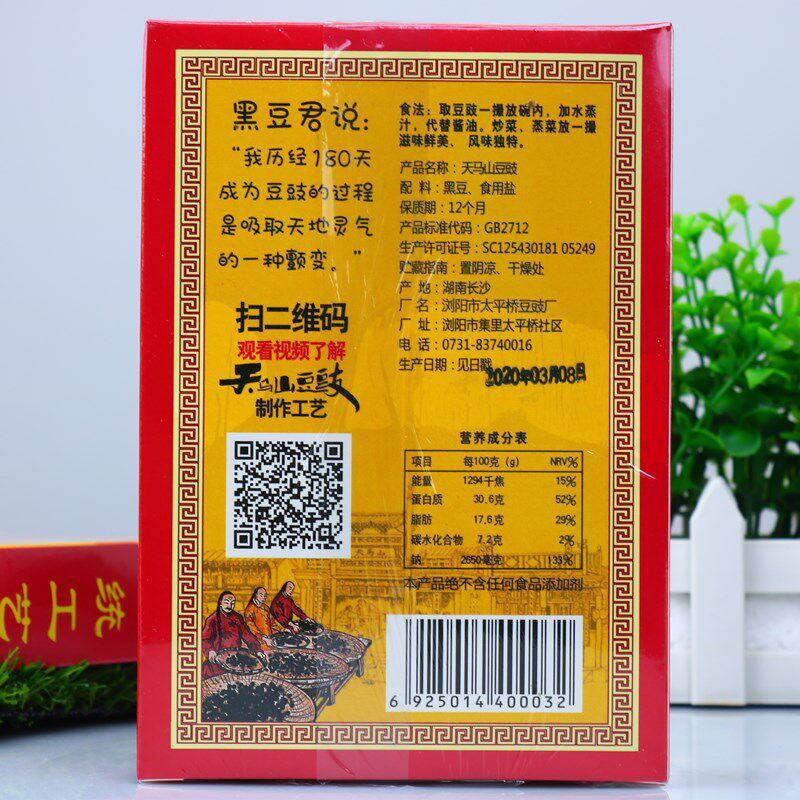 黑豆君说:
“我历经180天
成为豆豉的过程
是吸取天地灵气
的一种颤变。”
扫二维码
观看视频了解
天马山豆豉
制作工艺
食法: 取豆豉一撮放碗内，加水蒸
汁，代替酱油。炒菜、蒸菜放一撮
滋味鲜美、 风味独特。
产品名称: 天马山豆豉
配 料: 黑豆、食用盐
保质期: 12个月
产品标准代码: GB2712
生产许可证号: SC125430181 05249
贮藏指南: 置阴凉、干燥处
产 地: 湖南长沙
厂 名: 浏阳市太平桥豆豉厂
厂 址: 浏阳市集里太平桥社区
电 话: 0731-83740016
生产日期: 见日戳
2020年03月08日
营养成分表
项目 每100克 (g) NRV%
能量 1294千焦 15%
蛋白质 30.6克 52%
脂肪 17.6克 29%
碳水化合物 7.2克 2%
钠 2650毫克 133%
本产品绝不含任何食品添加剂
6 925014 400032
统工艺